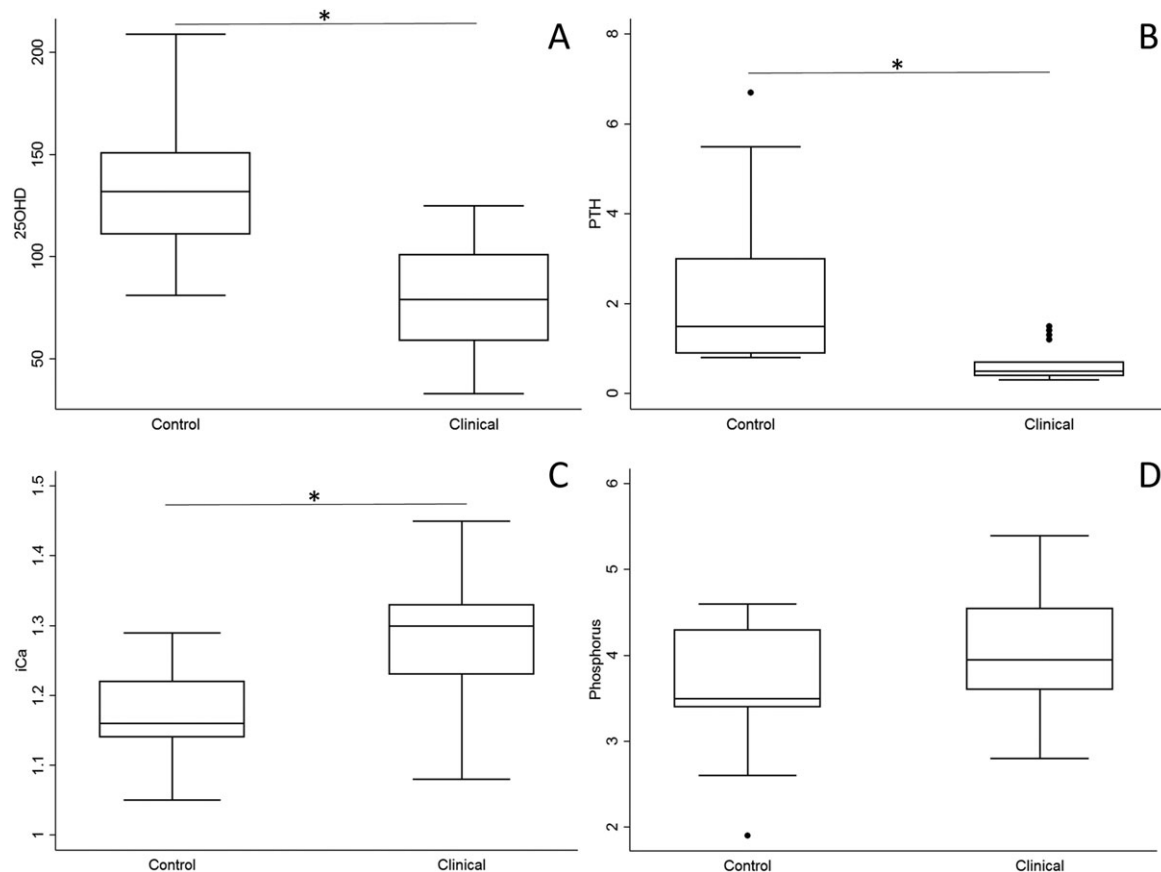 A
*
25OHD
200
150
100
50
Control
Clinical
B
*
PTH
8
6
4
2
0
Control
Clinical
C
*
iCa
1.5
1.4
1.3
1.2
1.1
1
Control
Clinical
D
Phosphorus
6
5
4
3
2
Control
Clinical